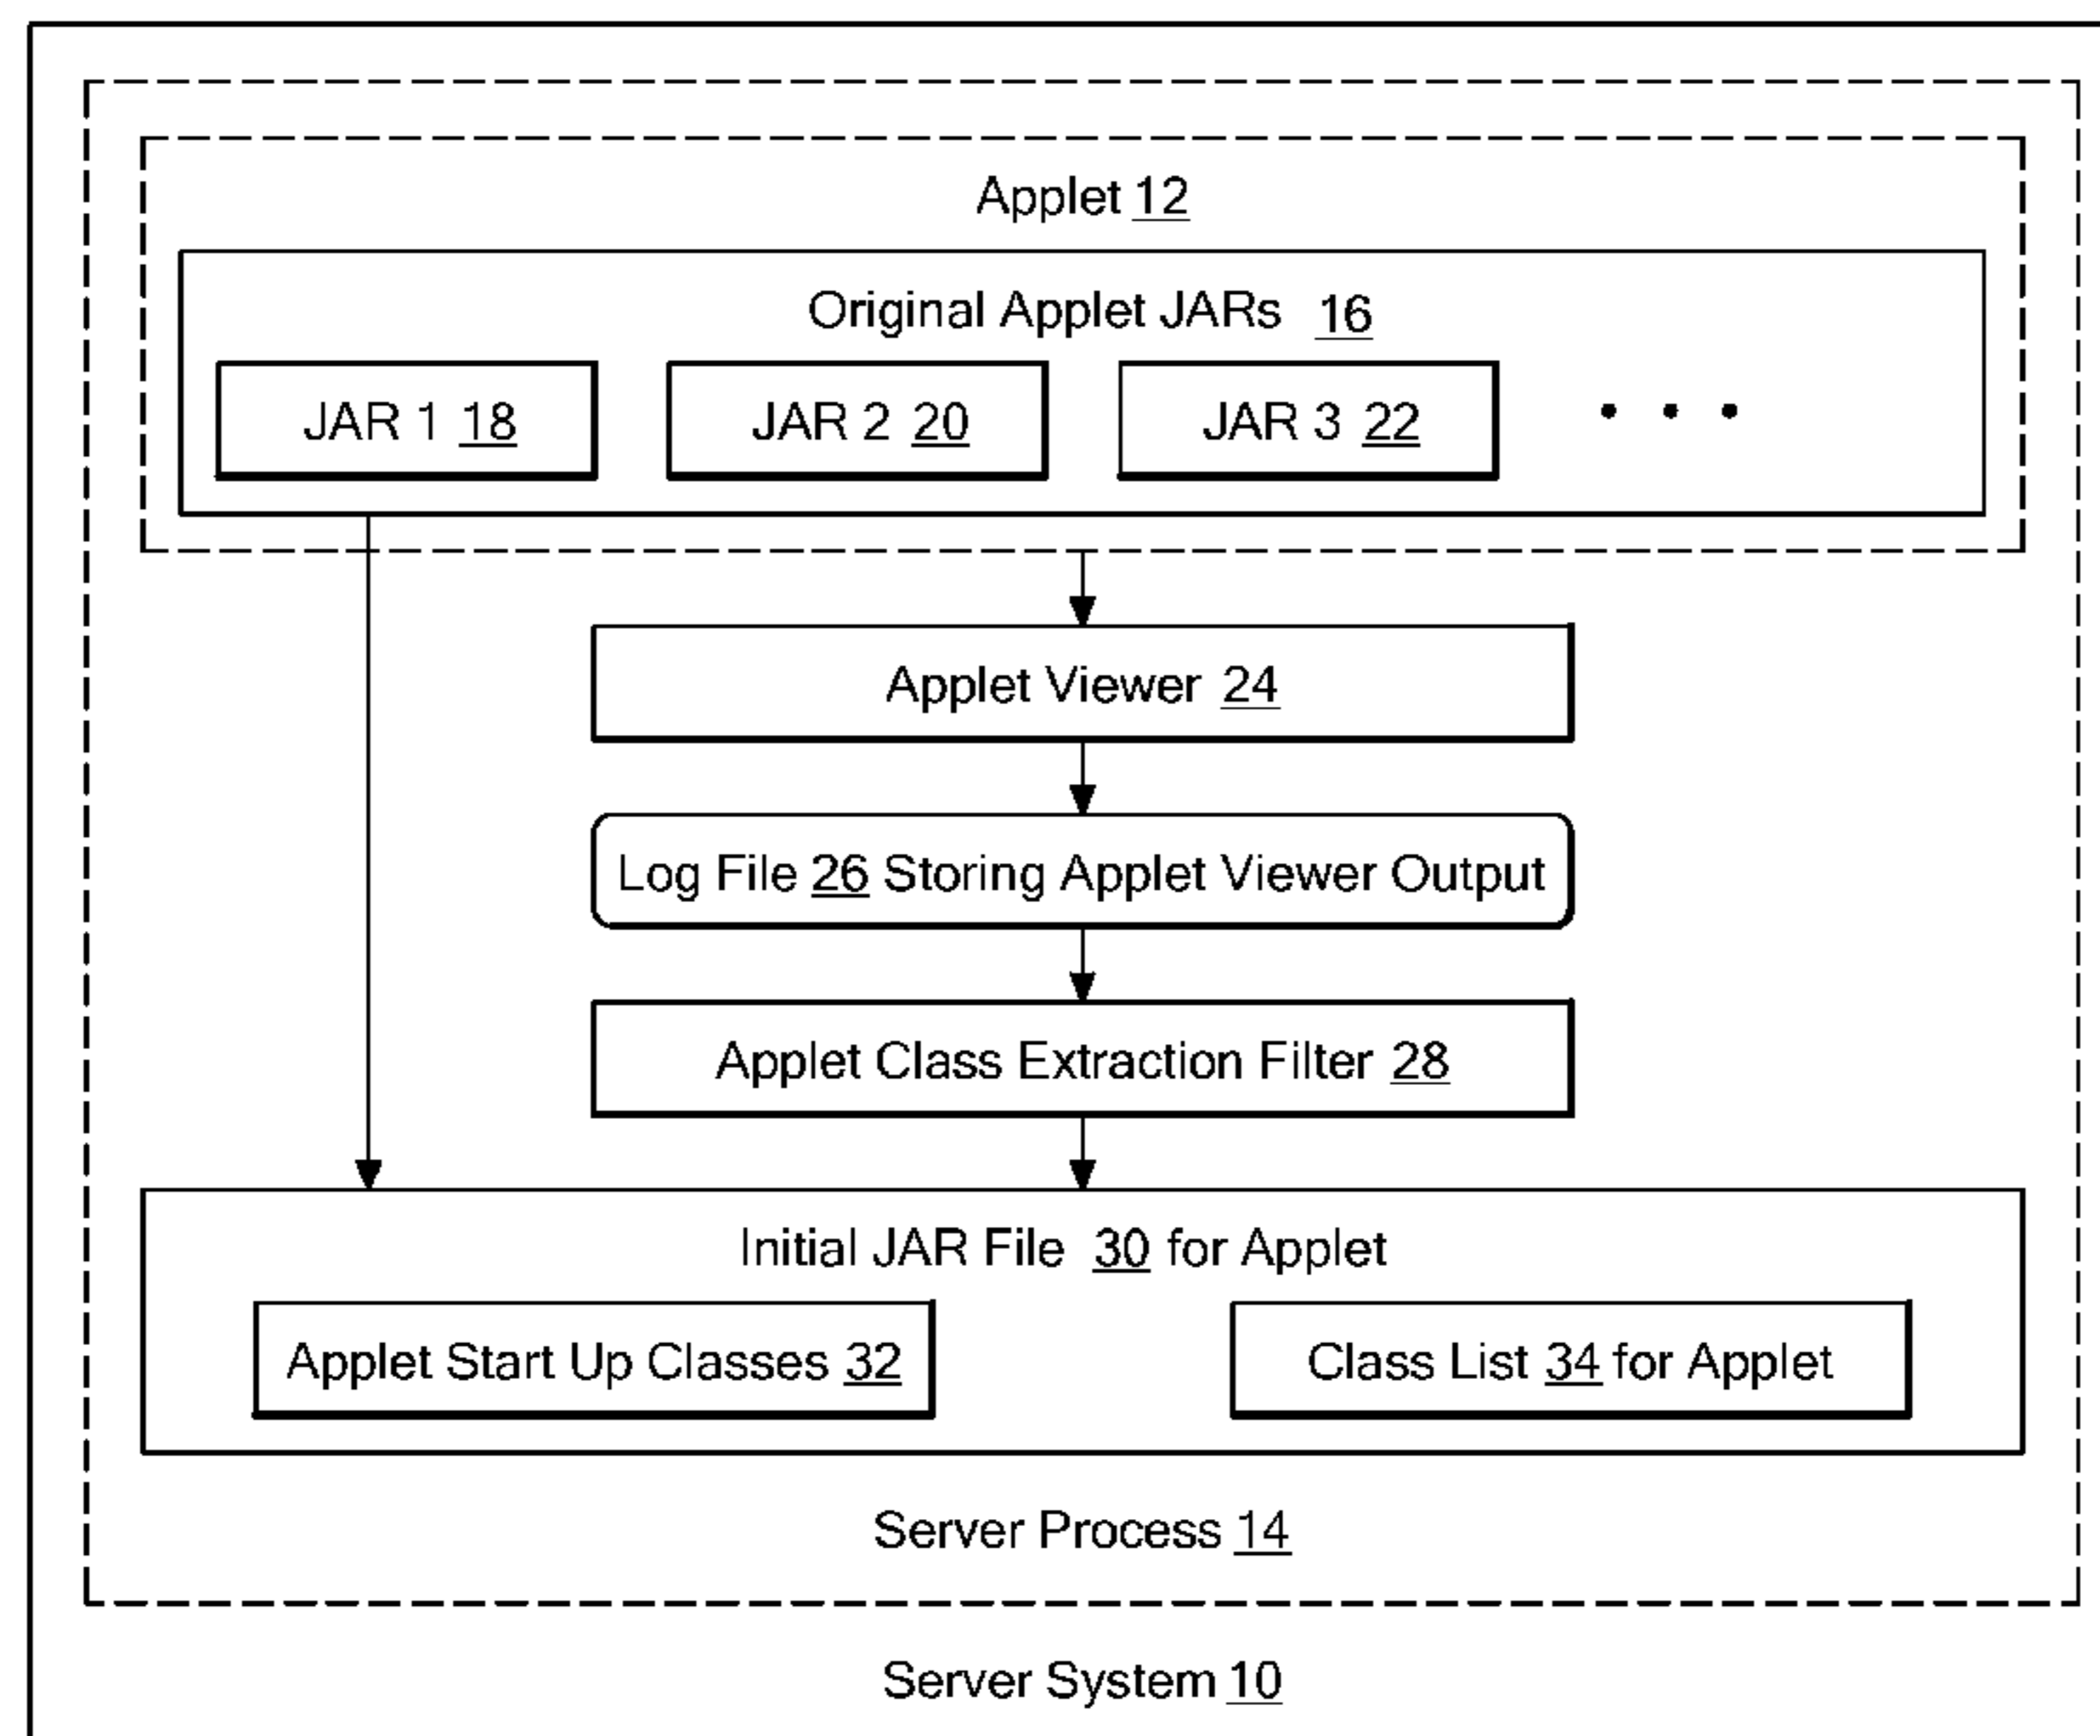 Applet 12
Original Applet JARs 16
JAR 1 18
JAR 2 20
JAR 3 22
• • •
Applet Viewer 24
Log File 26 Storing Applet Viewer Output
Applet Class Extraction Filter 28
Initial JAR File 30 for Applet
Applet Start Up Classes 32
Class List 34 for Applet
Server Process 14
Server System 10